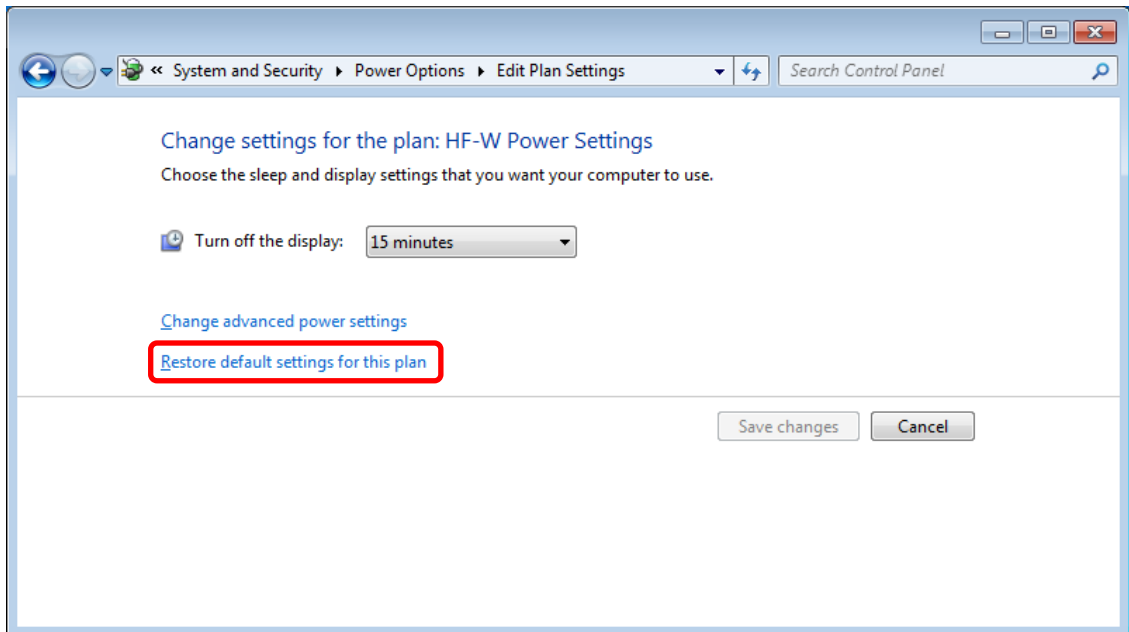 « System and Security ▸ Power Options ▸ Edit Plan Settings Search Control Panel
Change settings for the plan: HF-W Power Settings
Choose the sleep and display settings that you want your computer to use.
Turn off the display: 15 minutes
Change advanced power settings
Restore default settings for this plan
Save changes Cancel